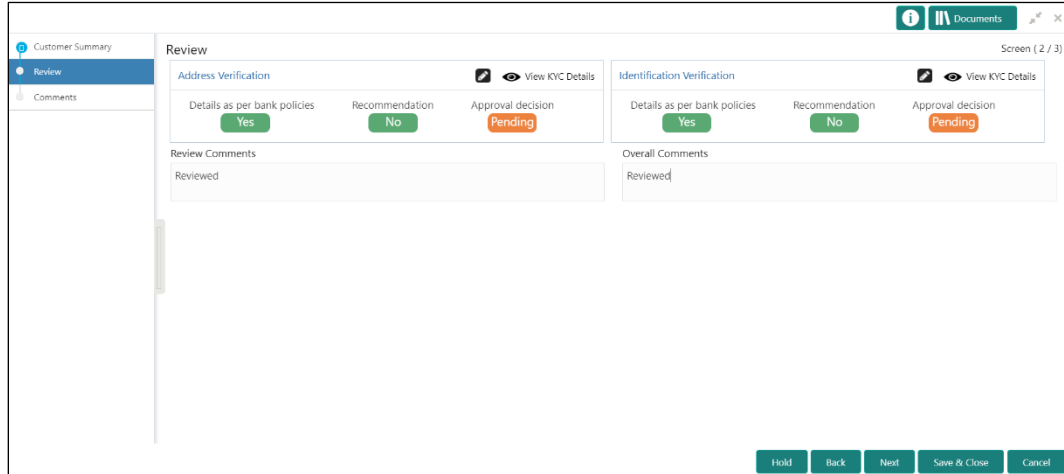 Documents
Customer Summary
Review
Comments
Review
Screen ( 2 / 3)
Address Verification
View KYC Details
Details as per bank policies Recommendation Approval decision
Yes No Pending
Identification Verification
View KYC Details
Details as per bank policies Recommendation Approval decision
Yes No Pending
Review Comments
Reviewed
Overall Comments
Reviewed
Hold Back Next Save & Close Cancel